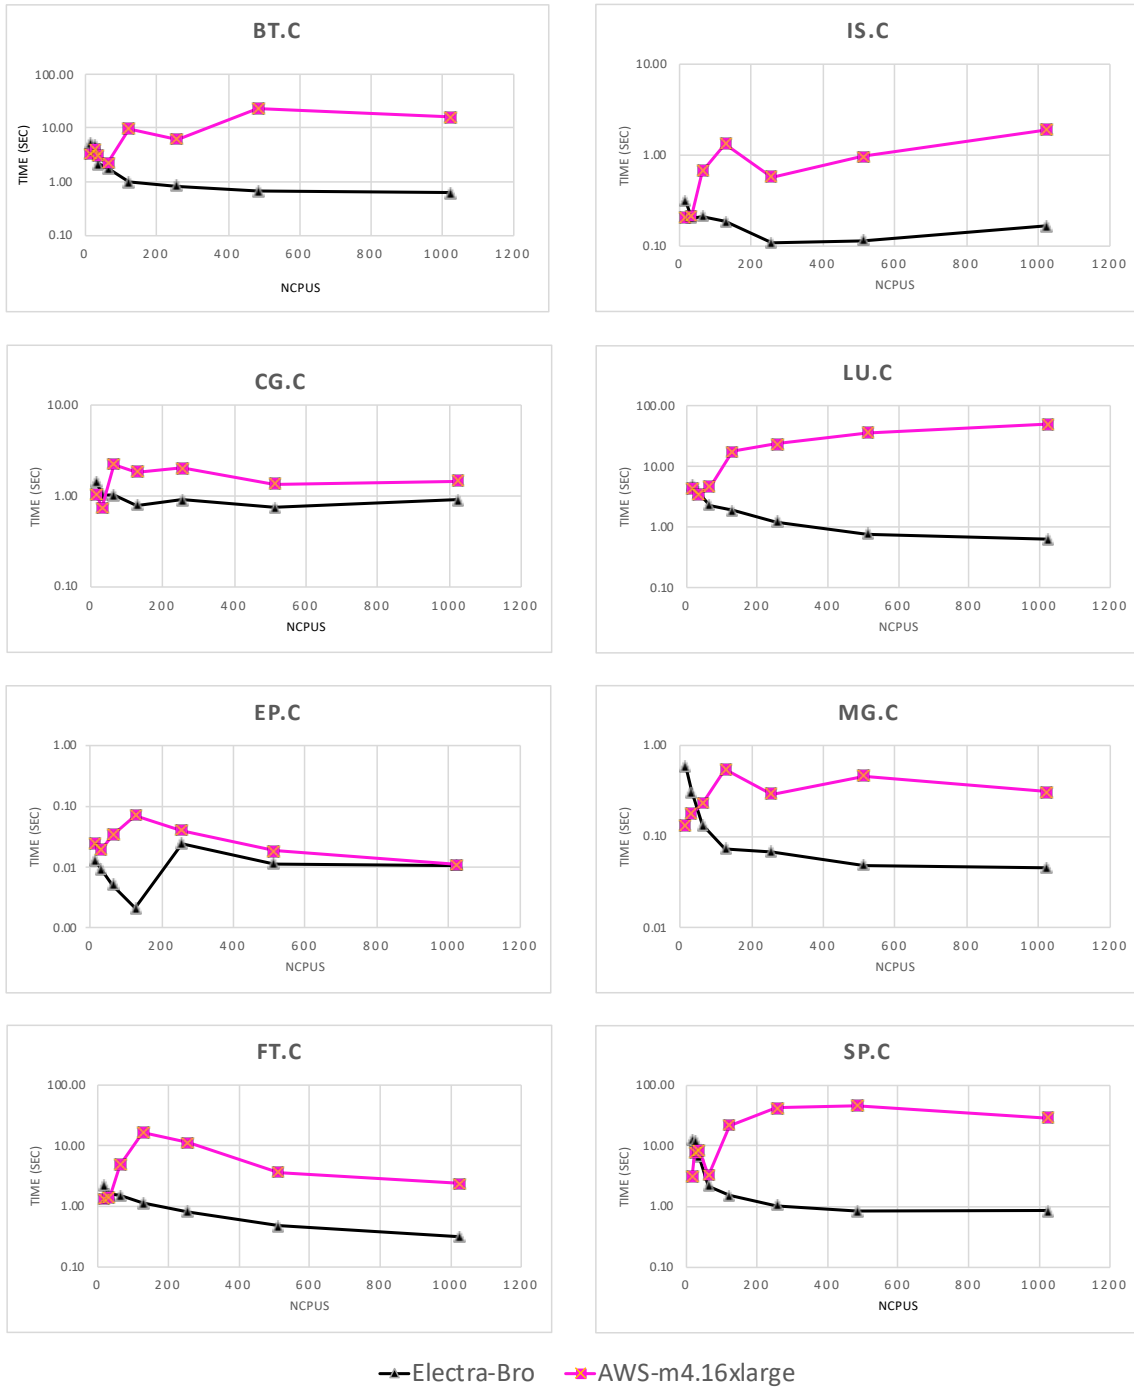 BT.C
100.00
10.00
1.00
0.10
TIME (SEC)
0 200 400 600 800 1000 1200
NCPUS
IS.C
10.00
1.00
0.10
TIME (SEC)
0 200 400 600 800 1000 1200
NCPUS
CG.C
10.00
1.00
0.10
TIME (SEC)
0 200 400 600 800 1000 1200
NCPUS
LU.C
100.00
10.00
1.00
0.10
TIME (SEC)
0 200 400 600 800 1000 1200
NCPUS
EP.C
1.00
0.10
0.01
0.00
TIME (SEC)
0 200 400 600 800 1000 1200
NCPUS
MG.C
1.00
0.10
0.01
TIME (SEC)
0 200 400 600 800 1000 1200
NCPUS
FT.C
100.00
10.00
1.00
0.10
TIME (SEC)
0 200 400 600 800 1000 1200
NCPUS
SP.C
100.00
10.00
1.00
0.10
TIME (SEC)
0 200 400 600 800 1000 1200
NCPUS
Electra-Bro AWS-m4.16xlarge